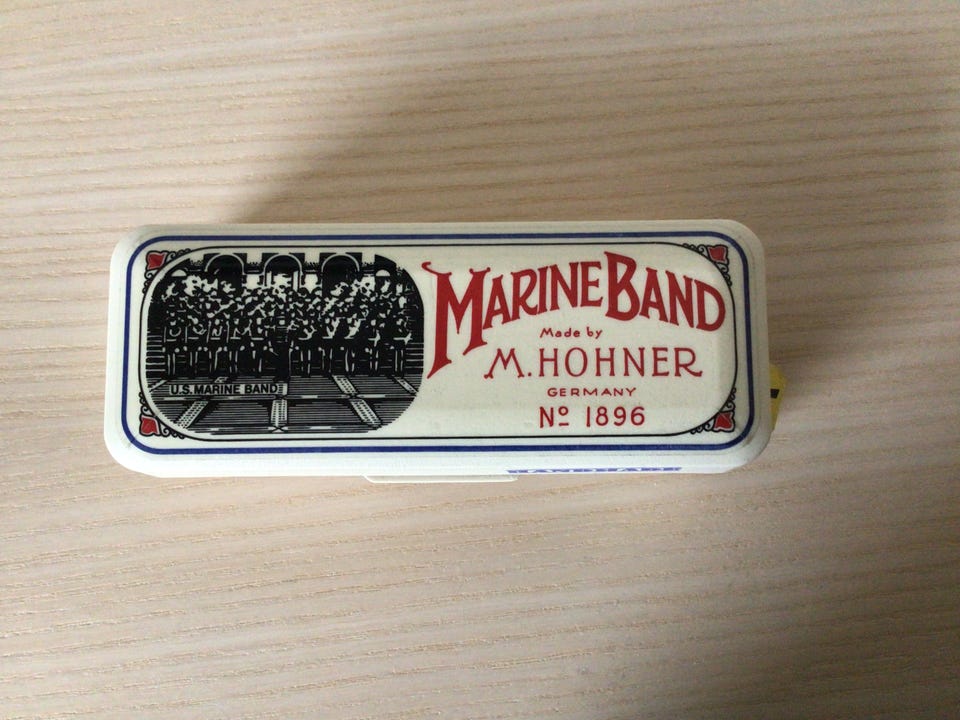 U.S. MARINE BAND
MARINE BAND
Made by
M. HOHNER
GERMANY
Nº 1896